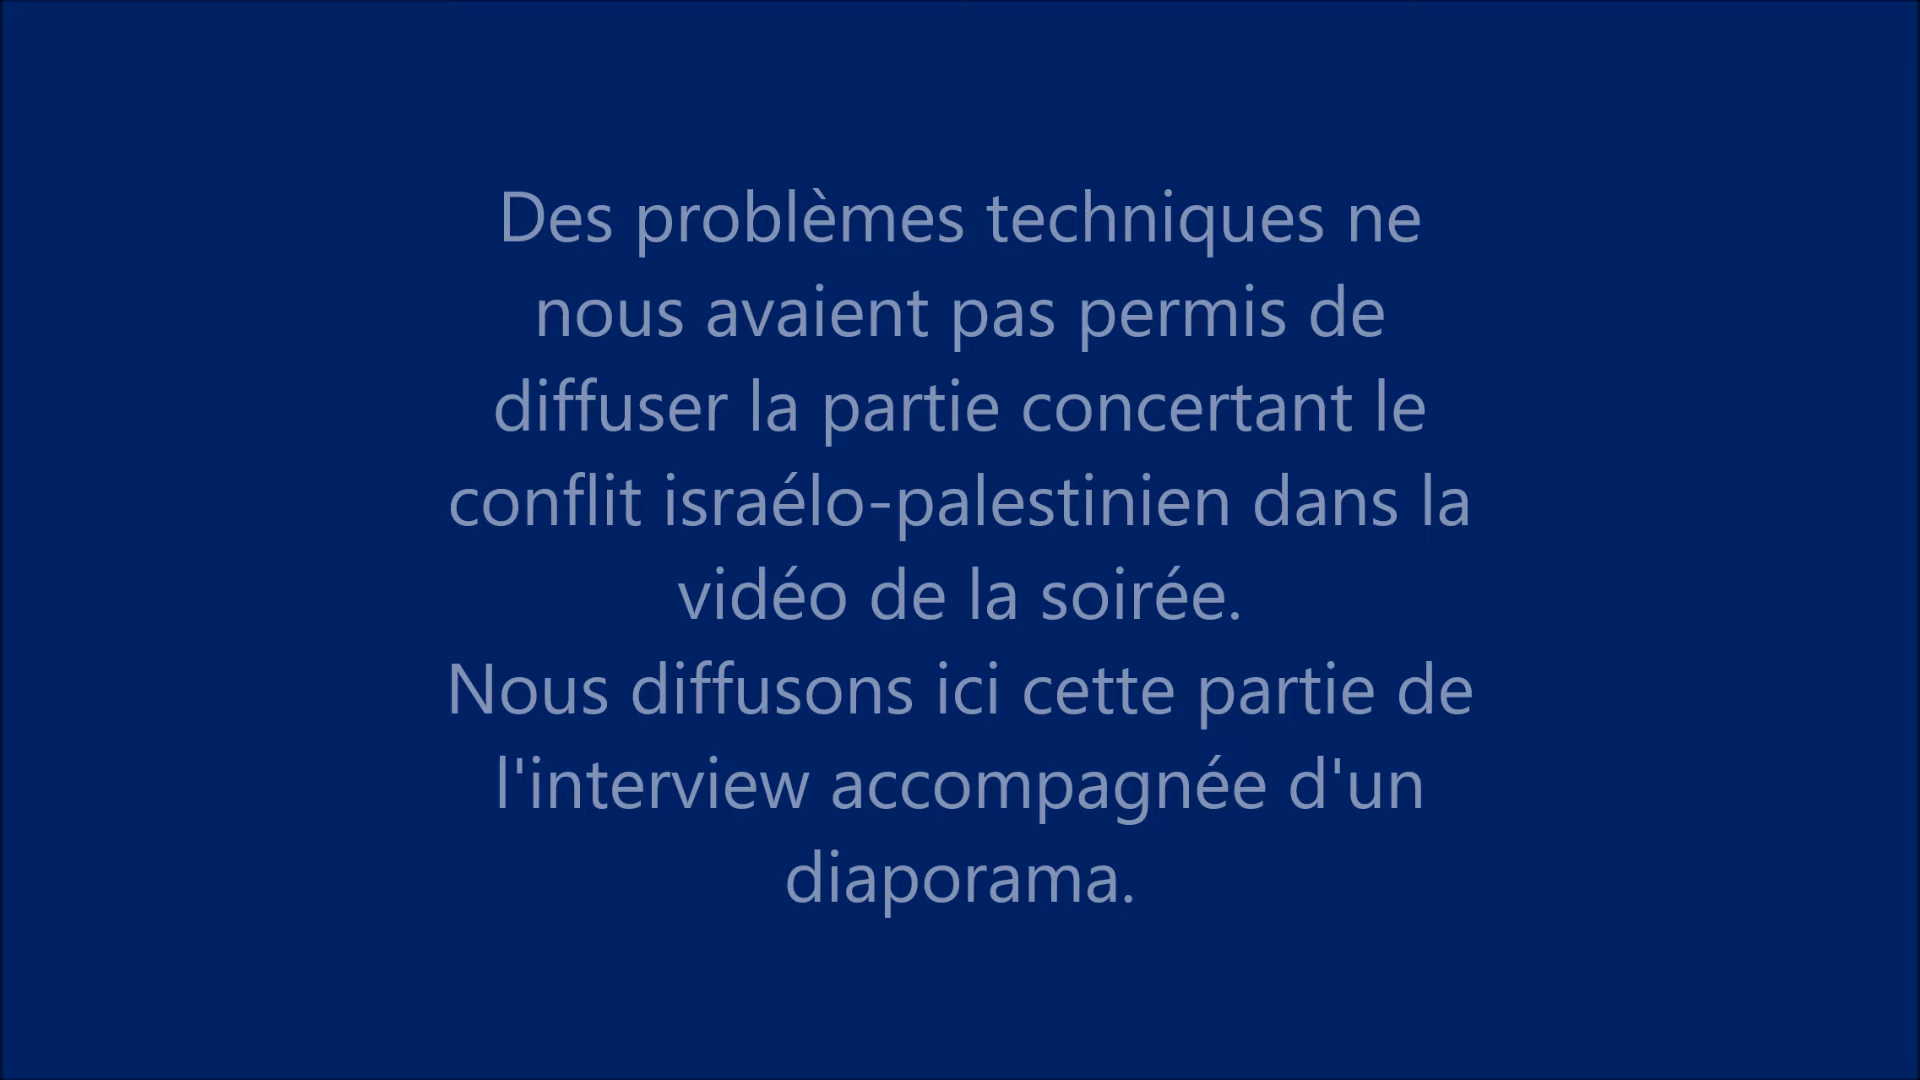 Des problèmes techniques ne
nous avaient pas permis de
diffuser la partie concertant le
conflit israélo-palestinien dans la
vidéo de la soirée.
Nous diffusons ici cette partie de
l'interview accompagnée d'un
diaporama.